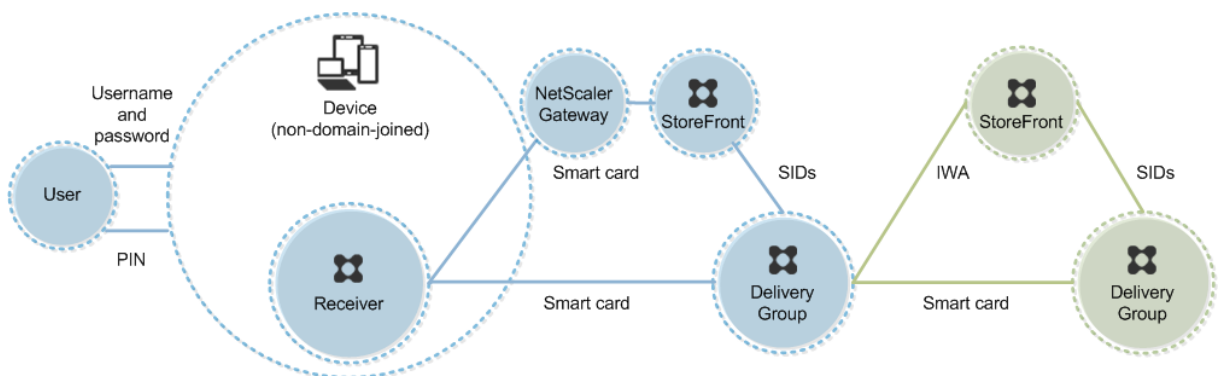 Username
and
password
User
PIN
Device
(non-domain-joined)
Receiver
NetScaler
Gateway
StoreFront
Smart card
SIDs
Smart card
Delivery
Group
StoreFront
IWA
SIDs
Smart card
Delivery
Group